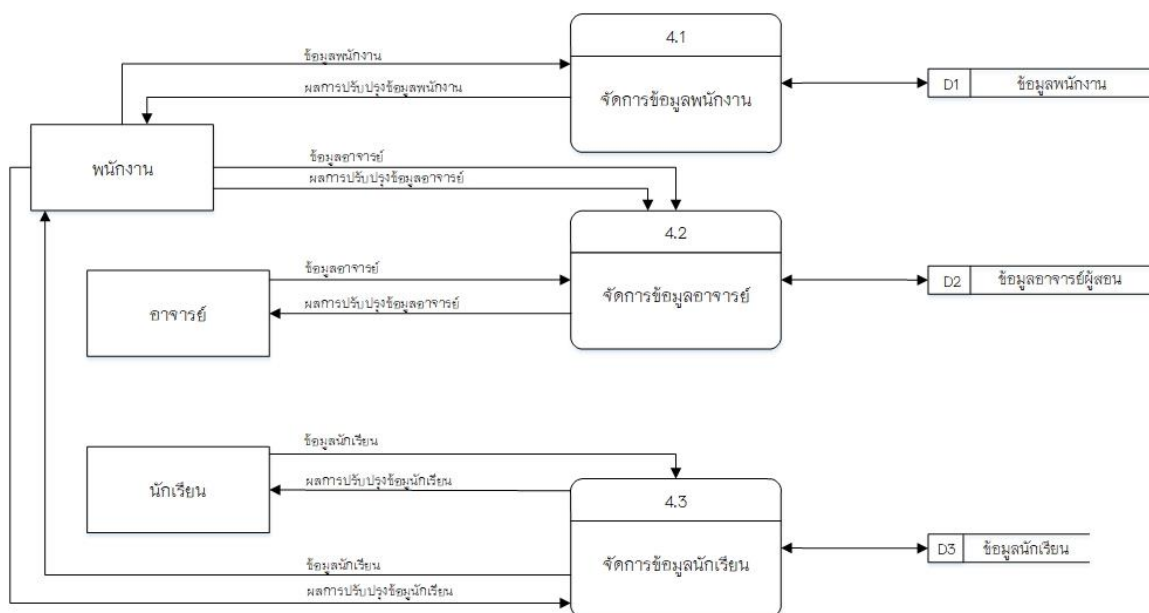 4.1
ข้อมูลพนักงาน
ผลการปรับปรุงข้อมูลพนักงาน
จัดการข้อมูลพนักงาน
D1 ข้อมูลพนักงาน
พนักงาน
ข้อมูลอาจารย์
ผลการปรับปรุงข้อมูลอาจารย์
4.2
ข้อมูลอาจารย์
ผลการปรับปรุงข้อมูลอาจารย์
อาจารย์
จัดการข้อมูลอาจารย์
D2 ข้อมูลอาจารย์ผู้สอน
ข้อมูลนักเรียน
ผลการปรับปรุงข้อมุนักเรียน
นักเรียน
4.3
จัดการข้อมูลนักเรียน
D3 ข้อมูลนักเรียน
ข้อมูลนักเรียน
ผลการปรับปรุงข้อมุนักเรียน